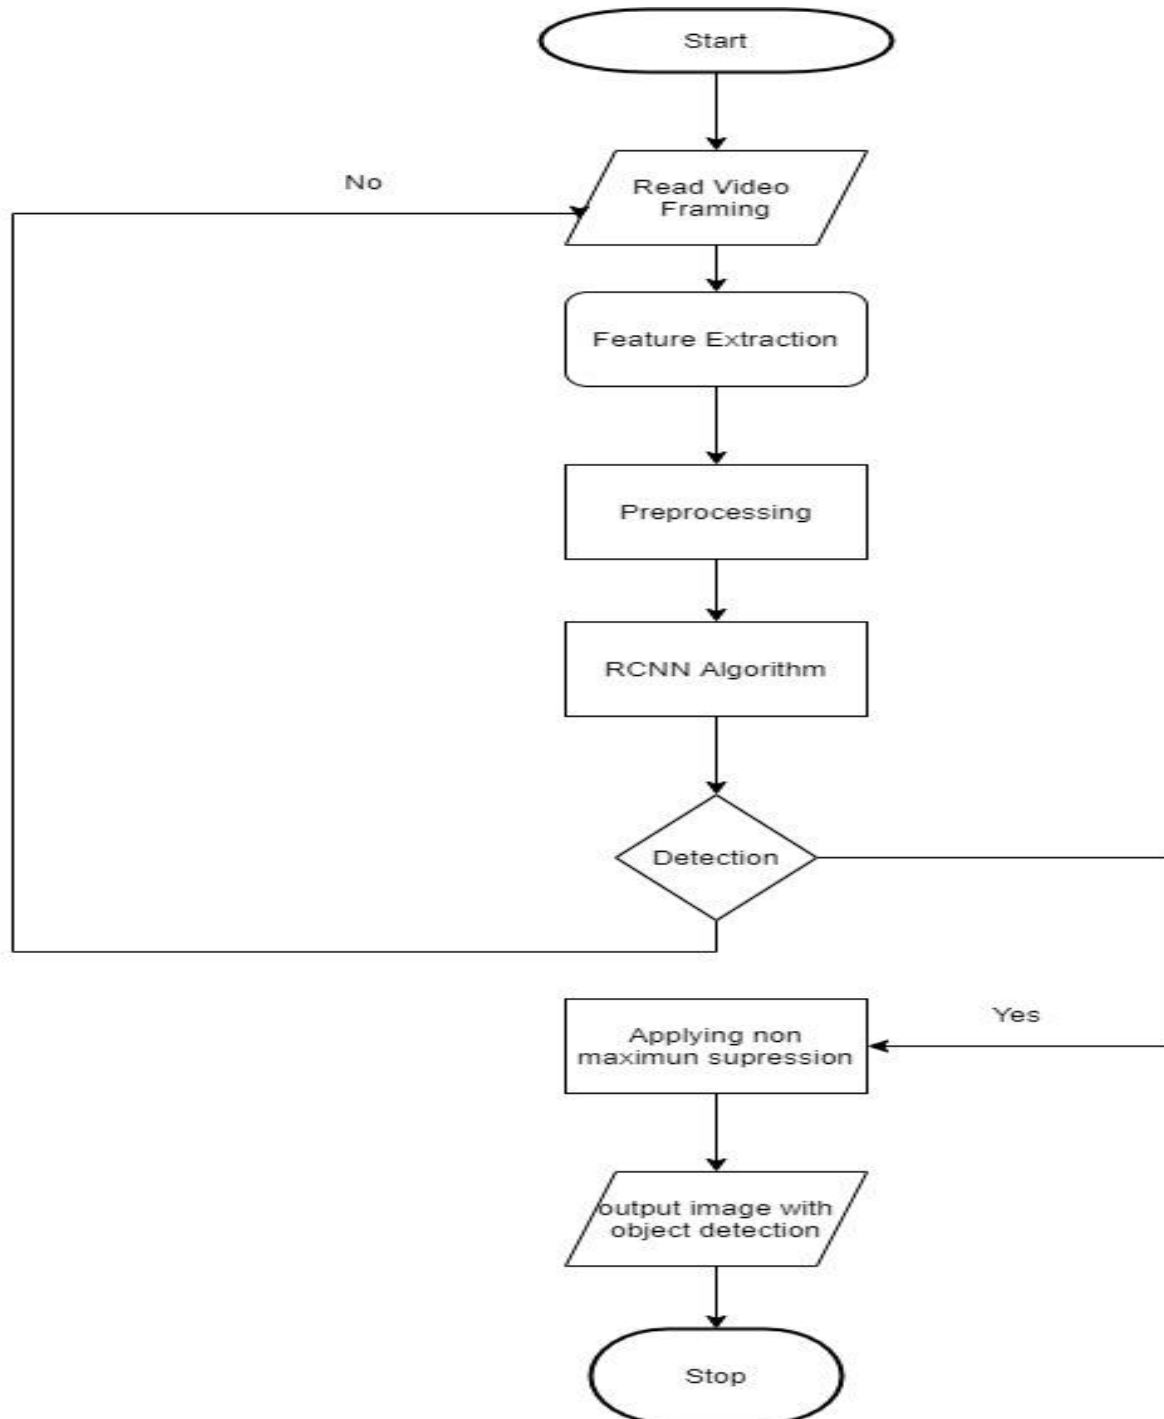 Start
No
Read Video
Framing
Feature Extraction
Preprocessing
RCNN Algorithm
Detection
Yes
Applying non
maximun supression
output image with
object detection
Stop